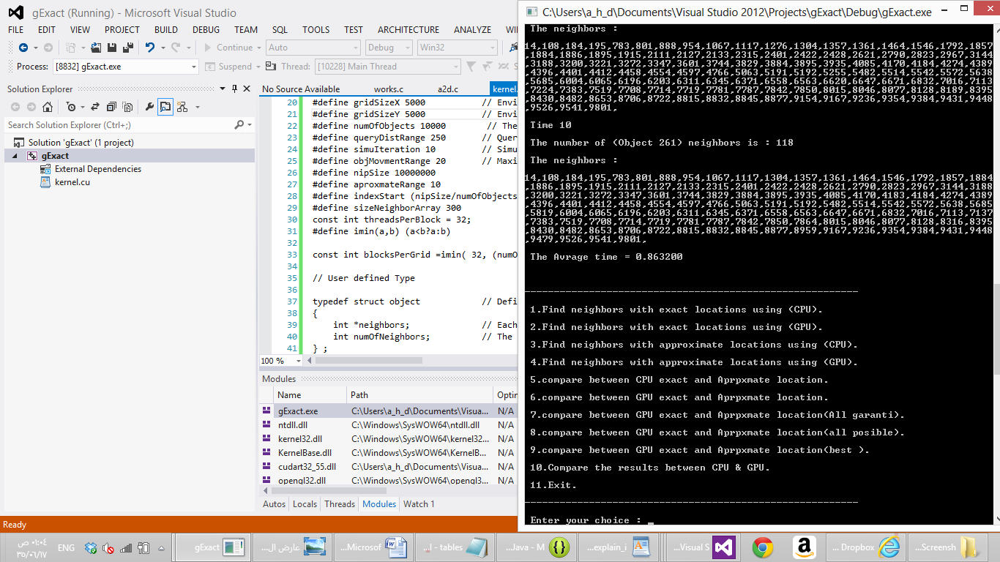 gExact (Running) - Microsoft Visual Studio
FILE EDIT VIEW PROJECT BUILD DEBUG TEAM SQL TOOLS TEST ARCHITECTURE ANALYZE
Continue Auto Debug Win32
Process: [8832] gExact.exe Suspend Thread: [10228] Main Thread
Solution Explorer
Search Solution Explorer (Ctrl+;)
Solution 'gExact' (1 project)
gExact
External Dependencies
kernel.cu
No Source Available works.c a2d.c kernel.
20 #define gridSizeX 5000 // Envi
21 #define gridSizeY 5000 // Envi
22 #define numOfObjects 10000 // The
23 #define queryDistRange 250 // Quer
24 #define simuIteration 10 // Simu
25 #define objMovmentRange 20 // Maxi
26 #define nipSize 10000000
27 #define aproxmateRange 10
28 #define indexStart (nipSize/numOfObjects
29 #define sizeNeighborArray 300
30 const int threadsPerBlock = 32;
31 #define imin(a,b) (a<b?a:b)
32
33 const int blocksPerGrid =imin( 32, (numO
34
35 // User defined Type
36
37 typedef struct object // Defi
38 {
39 int *neighbors; // Each
40 int numOfNeighbors; // The
41 } ;
100 %
Modules
Name Path Optin
gExact.exe C:\Users\a_h_d\Documents\Visua... N/A
ntdll.dll C:\Windows\SysWOW64\ntdll.dll N/A
kernel32.dll C:\Windows\SysWOW64\kernel32... N/A
KernelBase.dll C:\Windows\SysWOW64\KernelB... N/A
cudart32_55.dll C:\Users\a_h_d\Documents\Visua... N/A
opengl32.dll C:\Windows\SysWOW64\opengl3... N/A
Autos Locals Threads Modules Watch 1
Ready
C:\Users\a_h_d\Documents\Visual Studio 2012\Projects\gExact\Debug\gExact.exe
The neighbors :
14,108,184,195,783,801,888,954,1067,1117,1276,1304,1357,1361,1464,1546,1792,1857
,1884,1886,1895,1915,2111,2127,2133,2315,2401,2422,2428,2621,2790,2823,2967,3144
,3188,3200,3221,3272,3347,3601,3744,3829,3884,3895,3935,4085,4170,4184,4274,4389
,4396,4401,4412,4458,4554,4597,4766,5063,5191,5192,5255,5482,5514,5542,5572,5638
,5685,6004,6065,6196,6203,6311,6345,6371,6558,6563,6620,6647,6671,6832,7016,7113
,7224,7383,7519,7708,7714,7719,7781,7787,7842,7850,8015,8046,8077,8128,8189,8395
,8430,8482,8653,8706,8722,8815,8832,8845,8877,9154,9167,9236,9354,9384,9431,9448
,9526,9541,9801,
Time 10
The number of (Object 261) neighbors is : 118
The neighbors :
14,108,184,195,783,801,888,954,1067,1117,1304,1357,1361,1464,1546,1792,1857,1884
,1886,1895,1915,2111,2127,2133,2315,2401,2422,2428,2621,2790,2823,2967,3144,3188
,3200,3221,3272,3347,3601,3744,3829,3884,3895,3935,4085,4170,4183,4184,4274,4389
,4396,4401,4412,4458,4554,4597,4766,5063,5191,5192,5482,5514,5542,5572,5638,5685
,5819,6004,6065,6196,6203,6311,6345,6371,6558,6563,6647,6671,6832,7016,7113,7137
,7383,7519,7708,7714,7719,7781,7787,7842,7850,7864,8015,8046,8077,8128,8316,8395
,8430,8482,8653,8706,8722,8815,8832,8845,8877,8959,9167,9236,9354,9384,9431,9448
,9479,9526,9541,9801,
The Avrage time = 0.863200
1.Find neighbors with exact locations using (CPU).
2.Find neighbors with exact locations using (GPU).
3.Find neighbors with approximate locations using (CPU).
4.Find neighbors with approximate locations using (GPU).
5.compare between CPU exact and Aprpxmate location.
6.compare between GPU exact and Aprpxmate location.
7.compare between GPU exact and Aprpxmate location(All garanti).
8.compare between GPU exact and Aprpxmate location(all posible).
9.compare between GPU exact and Aprpxmate location(best ).
10.Compare the results between CPU & GPU.
11.Exit.
Enter your choice :
٠١:٠٤ ص
٣٥/٠٦/١٧
ENG
gExact
عارض ال...
...Microsof
...l - tables
...Java - M
...explain_i
...Visual S
... Dropbox
...Screensh